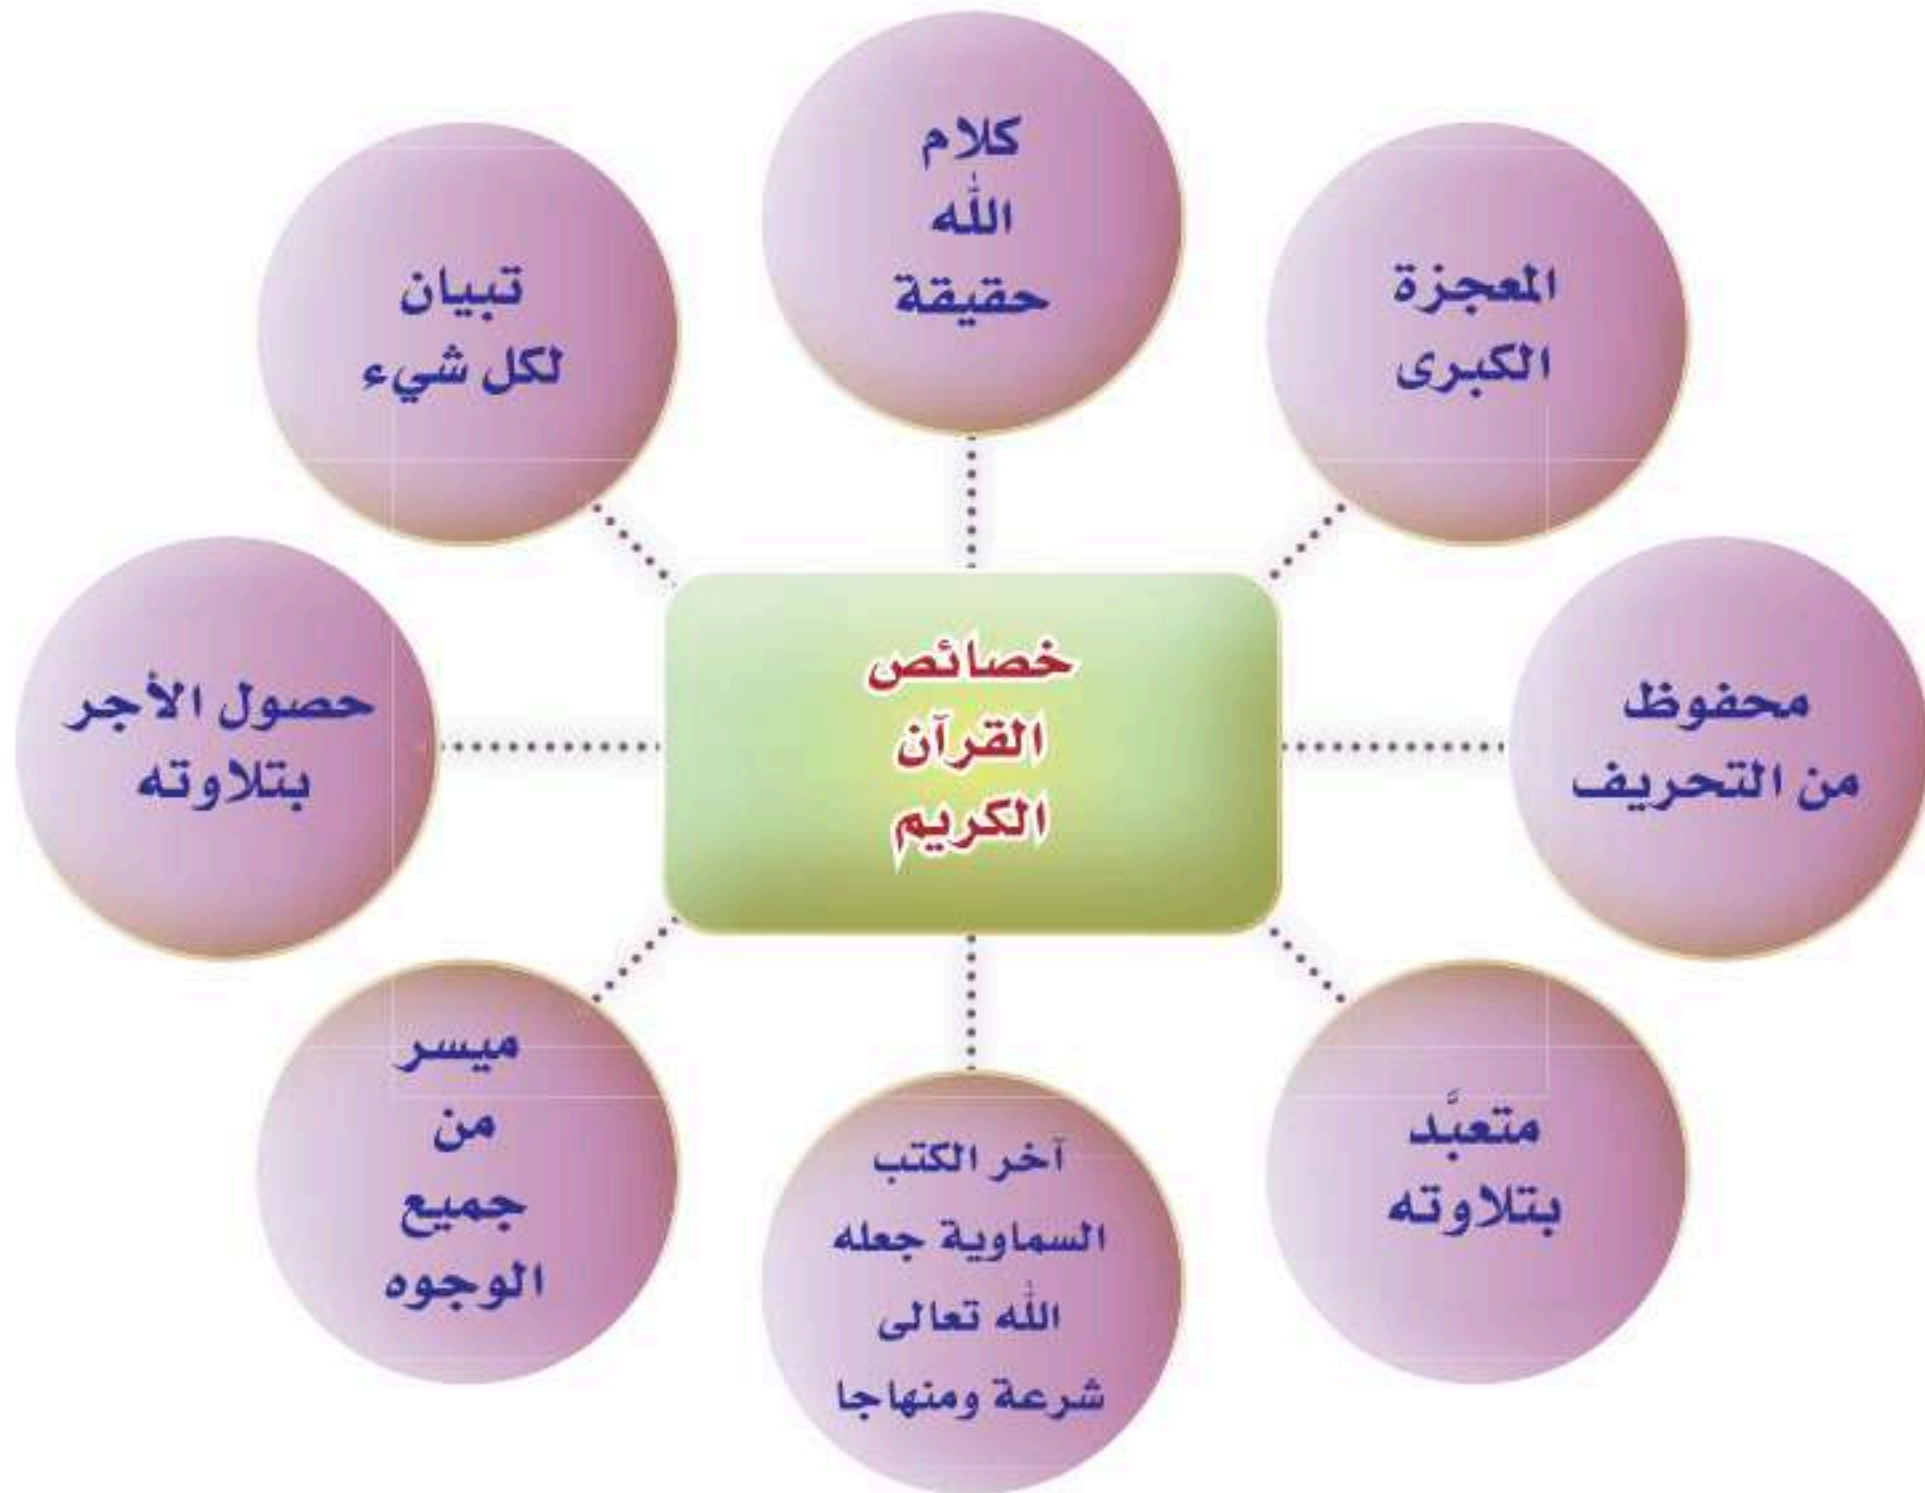 خصائص
القرآن
الكريم
كلام
الله
حقيقة
المعجزة
الكبرى
محفوظ
من التحريف
متعبَّد
بتلاوته
آخر الكتب
السماوية جعله
الله تعالى
شرعة ومنهاجا
ميسر
من
جميع
الوجوه
حصول الأجر
بتلاوته
تبيان
لكل شيء